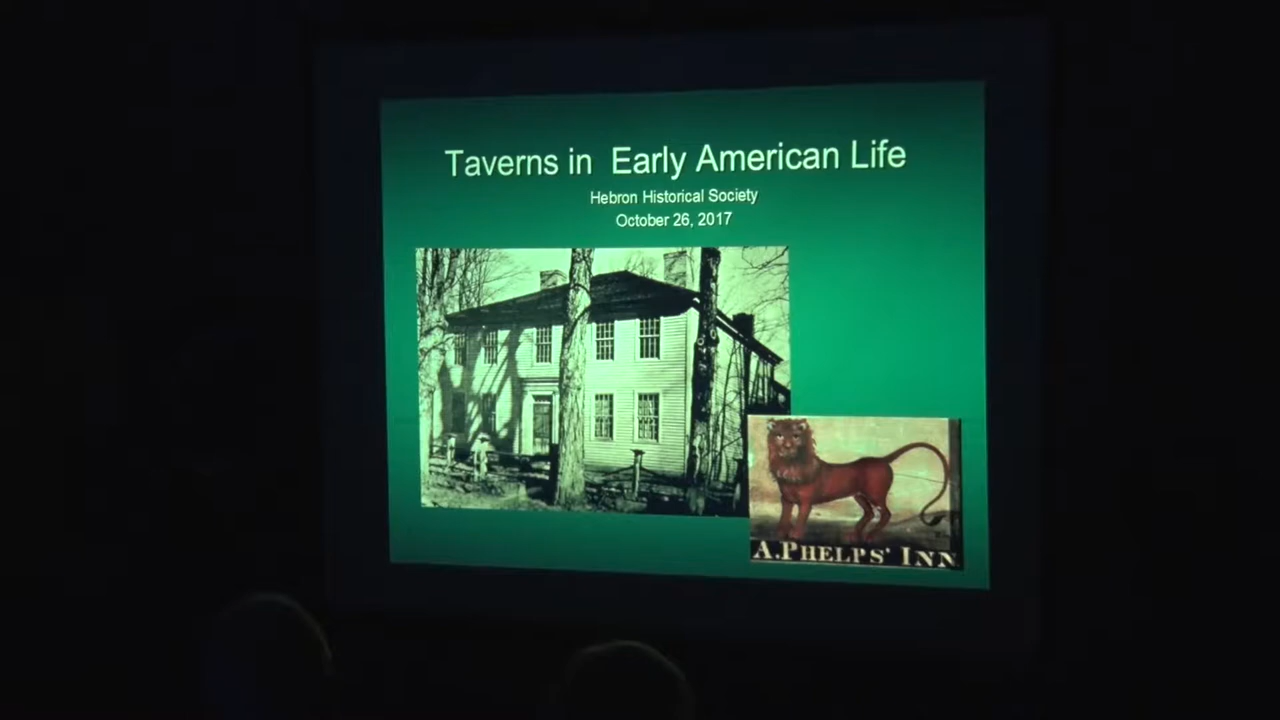 Taverns in Early American Life
Hebron Historical Society
October 26, 2017
A. PHELPS' INN